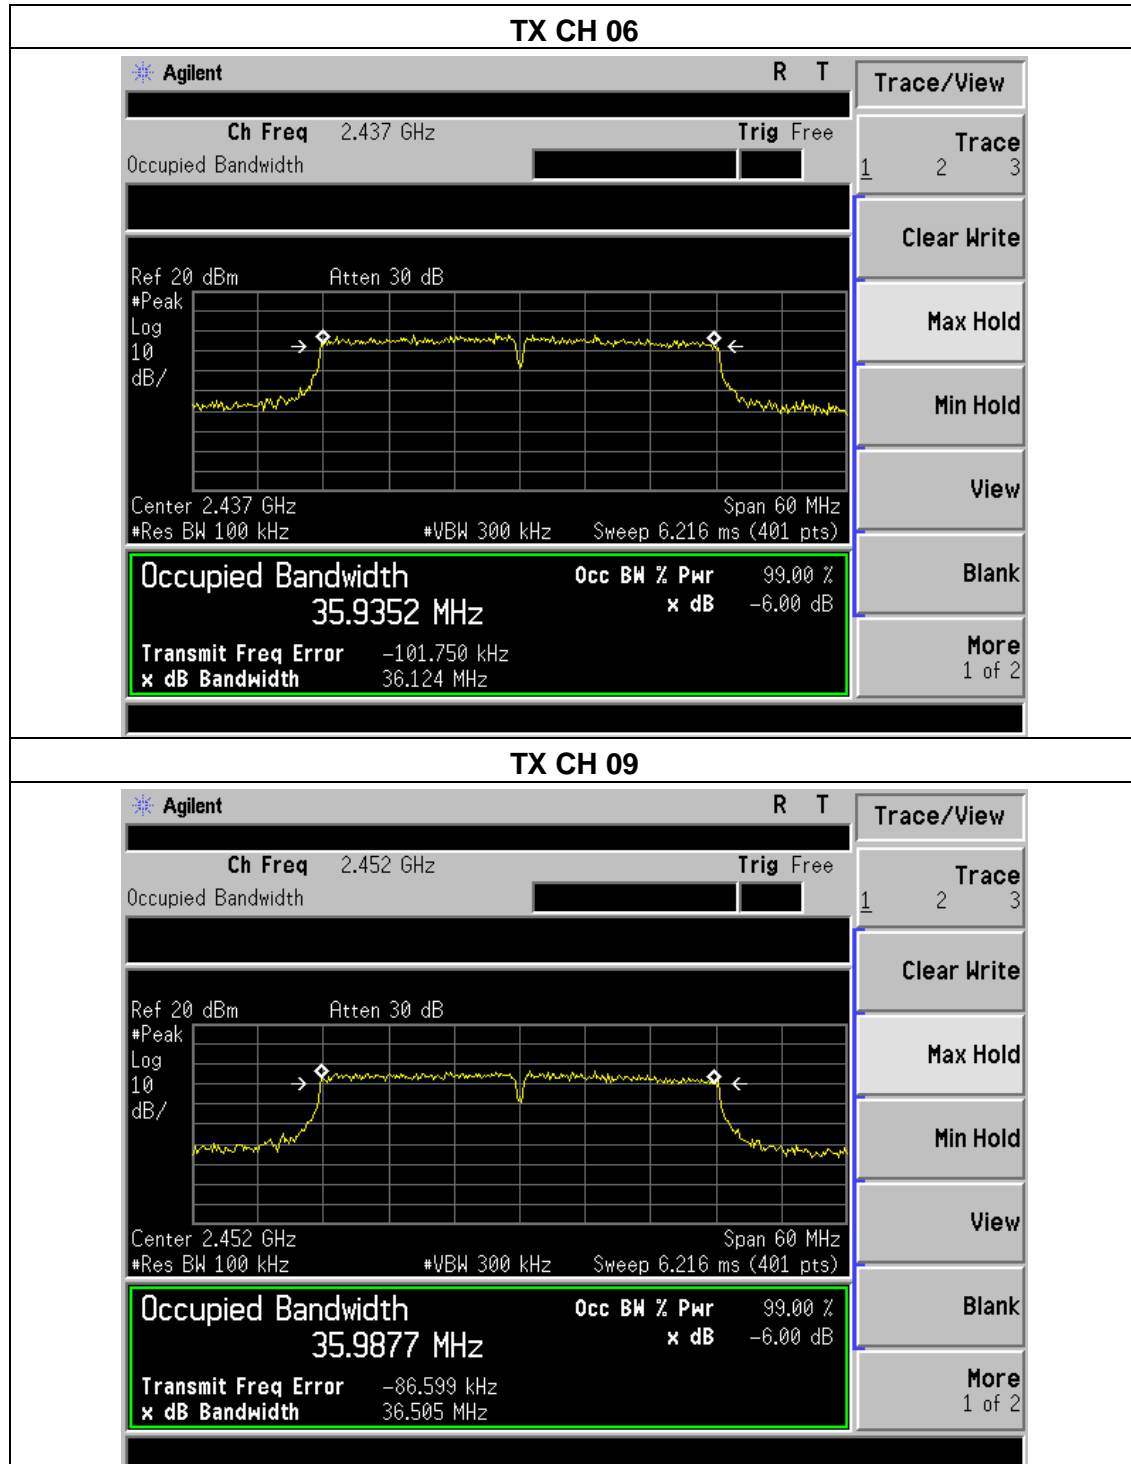 TX CH 06
Agilent R T
Trace/View
Ch Freq 2.437 GHz Trig Free
Occupied Bandwidth
Trace
1 2 3
Clear Write
Ref 20 dBm Atten 30 dB
#Peak
Log
10
dB/
Max Hold
Min Hold
View
Center 2.437 GHz Span 60 MHz
#Res BW 100 kHz #VBW 300 kHz Sweep 6.216 ms (401 pts)
Occupied Bandwidth Occ BW % Pwr 99.00 %
35.9352 MHz x dB -6.00 dB
Blank
Transmit Freq Error -101.750 kHz
x dB Bandwidth 36.124 MHz
More
1 of 2
TX CH 09
Agilent R T
Trace/View
Ch Freq 2.452 GHz Trig Free
Occupied Bandwidth
Trace
1 2 3
Clear Write
Ref 20 dBm Atten 30 dB
#Peak
Log
10
dB/
Max Hold
Min Hold
View
Center 2.452 GHz Span 60 MHz
#Res BW 100 kHz #VBW 300 kHz Sweep 6.216 ms (401 pts)
Occupied Bandwidth Occ BW % Pwr 99.00 %
35.9877 MHz x dB -6.00 dB
Blank
Transmit Freq Error -86.599 kHz
x dB Bandwidth 36.505 MHz
More
1 of 2